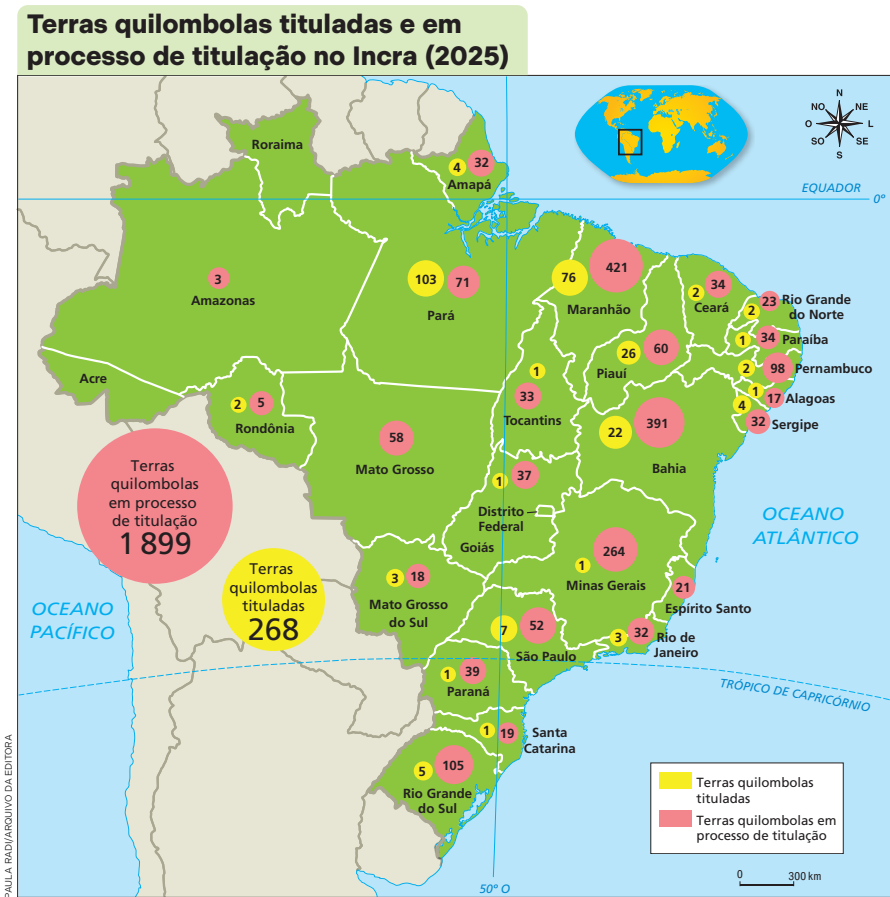 Terras quilombolas tituladas e em
processo de titulação no Incra (2025)
N
NO
NE
O
L
SO
SE
S
EQUADOR
0°
Roraima
4
32
Amapá
3
Amazonas
103
71
Pará
76
421
Maranhão
2
34
Ceará
23
2
Rio Grande
do Norte
1
34
Paraíba
2
98
Pernambuco
1
17
Alagoas
4
32
Sergipe
26
60
Piauí
Acre
2
5
Rondônia
1
33
Tocantins
22
391
Bahia
58
Mato Grosso
1
37
Distrito
Federal
Goiás
Terras
quilombolas
em processo
de titulação
1 899
Terras
quilombolas
tituladas
268
264
1
Minas Gerais
21
Espírito Santo
3
18
Mato Grosso
do Sul
7
52
São Paulo
3
32
Rio de
Janeiro
1
39
Paraná
1
19
Santa
Catarina
5
105
Rio Grande
do Sul
OCEANO
PACÍFICO
OCEANO
ATLÂNTICO
TRÓPICO DE CAPRICÓRNIO
Terras quilombolas
tituladas
Terras quilombolas em
processo de titulação
0
300 km
50° O
PAULA RADI/ARQUIVO DA EDITORA